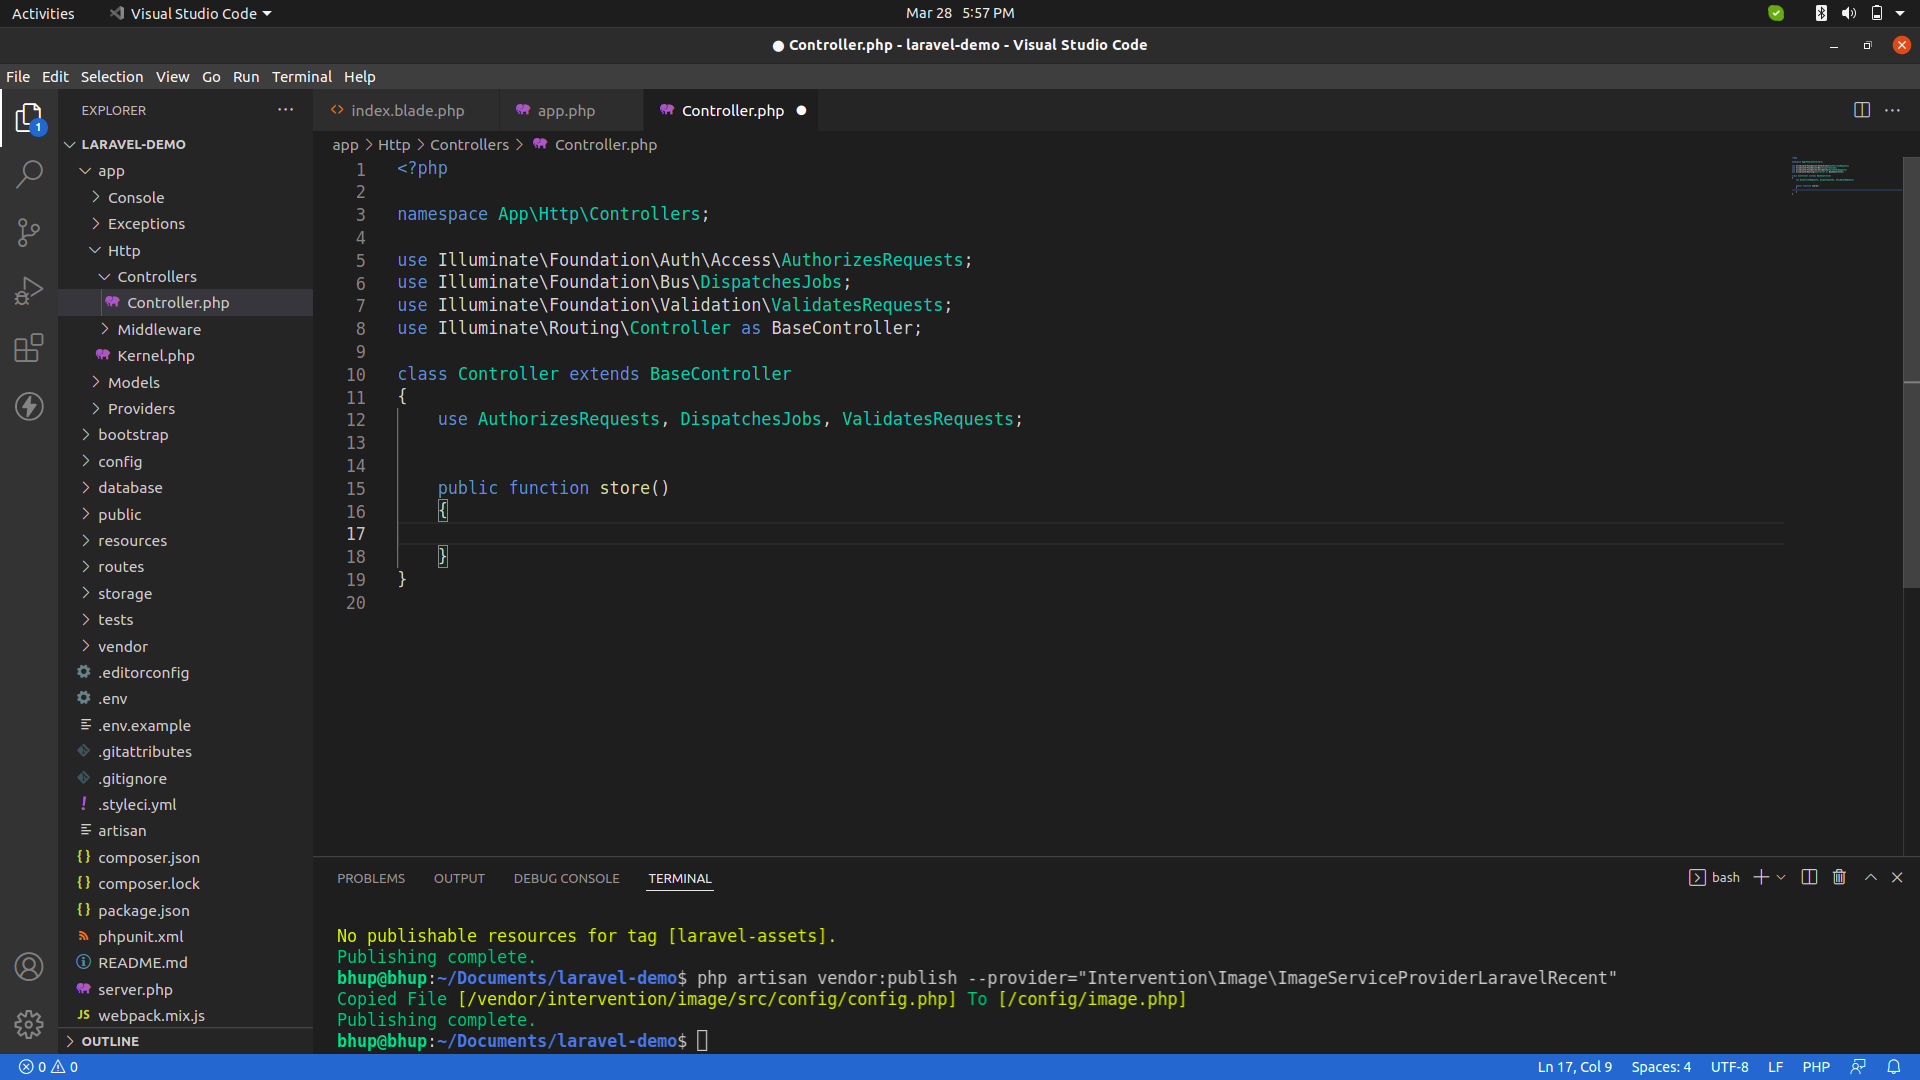 Activities
Visual Studio Code
Mar 28 5:57 PM
Controller.php - laravel-demo - Visual Studio Code
File Edit Selection View Go Run Terminal Help
EXPLORER
LARAVEL-DEMO
app
Console
Exceptions
Http
Controllers
Controller.php
Middleware
Kernel.php
Models
Providers
bootstrap
config
database
public
resources
routes
storage
tests
vendor
.editorconfig
.env
.env.example
.gitattributes
.gitignore
.styleci.yml
artisan
composer.json
composer.lock
package.json
phpunit.xml
README.md
server.php
JS webpack.mix.js
OUTLINE
1
index.blade.php
app.php
Controller.php
app > Http > Controllers > Controller.php
1 <?php
2
3 namespace App\Http\Controllers;
4
5 use Illuminate\Foundation\Auth\Access\AuthorizesRequests;
6 use Illuminate\Foundation\Bus\DispatchesJobs;
7 use Illuminate\Foundation\Validation\ValidatesRequests;
8 use Illuminate\Routing\Controller as BaseController;
9
10 class Controller extends BaseController
11 {
12     use AuthorizesRequests, DispatchesJobs, ValidatesRequests;
13
14
15     public function store()
16     {
17
18     }
19 }
20
PROBLEMS OUTPUT DEBUG CONSOLE TERMINAL
bash
No publishable resources for tag [laravel-assets].
Publishing complete.
bhup@bhup:~/Documents/laravel-demo$ php artisan vendor:publish --provider="Intervention\Image\ImageServiceProviderLaravelRecent"
Copied File [/vendor/intervention/image/src/config/config.php] To [/config/image.php]
Publishing complete.
bhup@bhup:~/Documents/laravel-demo$
0 0
Ln 17, Col 9 Spaces: 4 UTF-8 LF PHP